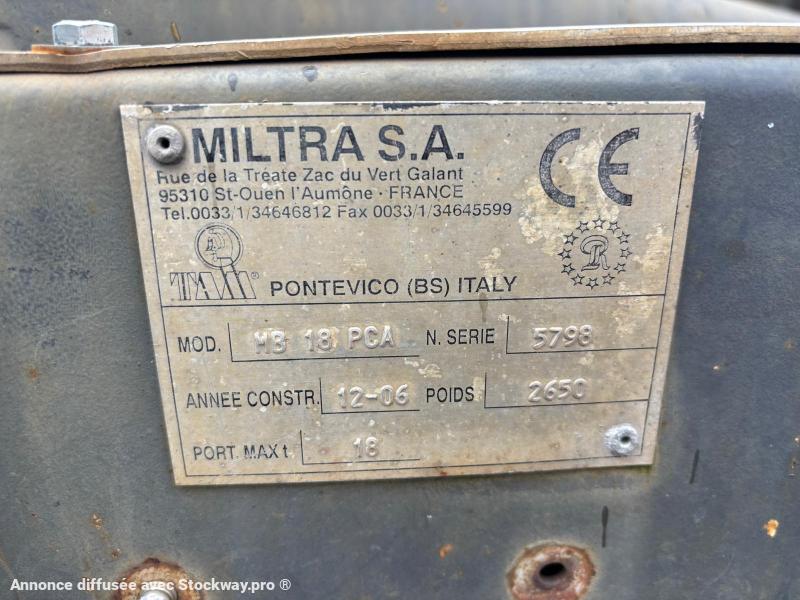 MILTRA S.A.
Rue de la Tréate Zac du Vert Galant
95310 St-Ouen l'Aumône · FRANCE
Tel.0033/1/34646812 Fax 0033/1/34645599
CE
TAM®
PONTEVICO (BS) ITALY
MOD. MB 18 PCA N. SERIE 5798
ANNEE CONSTR. 12-06 POIDS 2650
PORT. MAX t 18
Annonce diffusée avec Stockway.pro ®